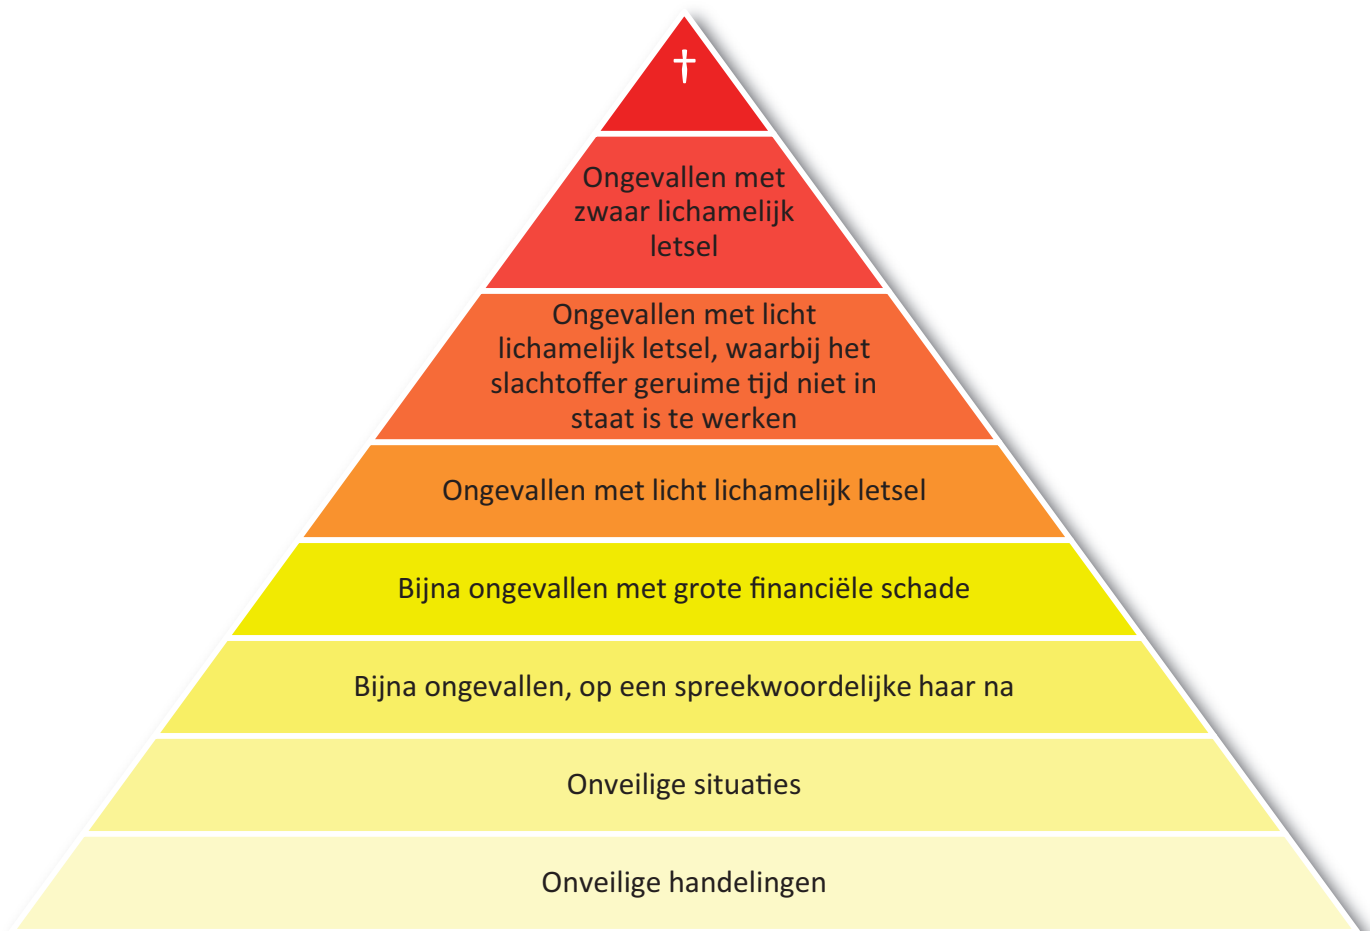 †
Ongevallen met
zwaar lichamelijk
letsel
Ongevallen met licht
lichamelijk letsel, waarbij het
slachtoffer geruime tijd niet in
staat is te werken
Ongevallen met licht lichamelijk letsel
Bijna ongevallen met grote financiële schade
Bijna ongevallen, op een spreekwoordelijke haar na
Onveilige situaties
Onveilige handelingen